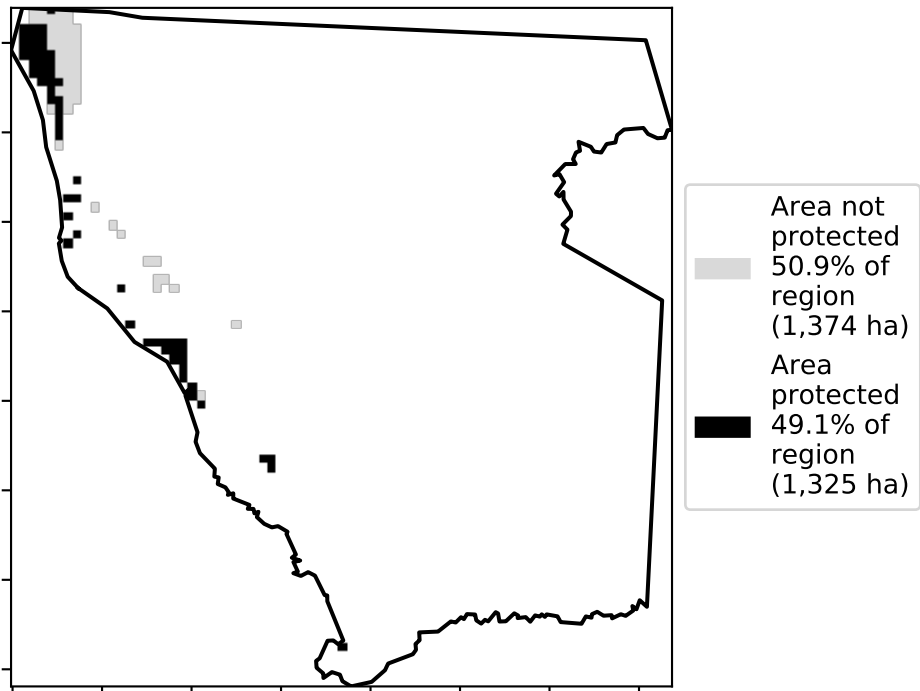 Area not
protected
50.9% of
region
(1,374 ha)
Area
protected
49.1% of
region
(1,325 ha)